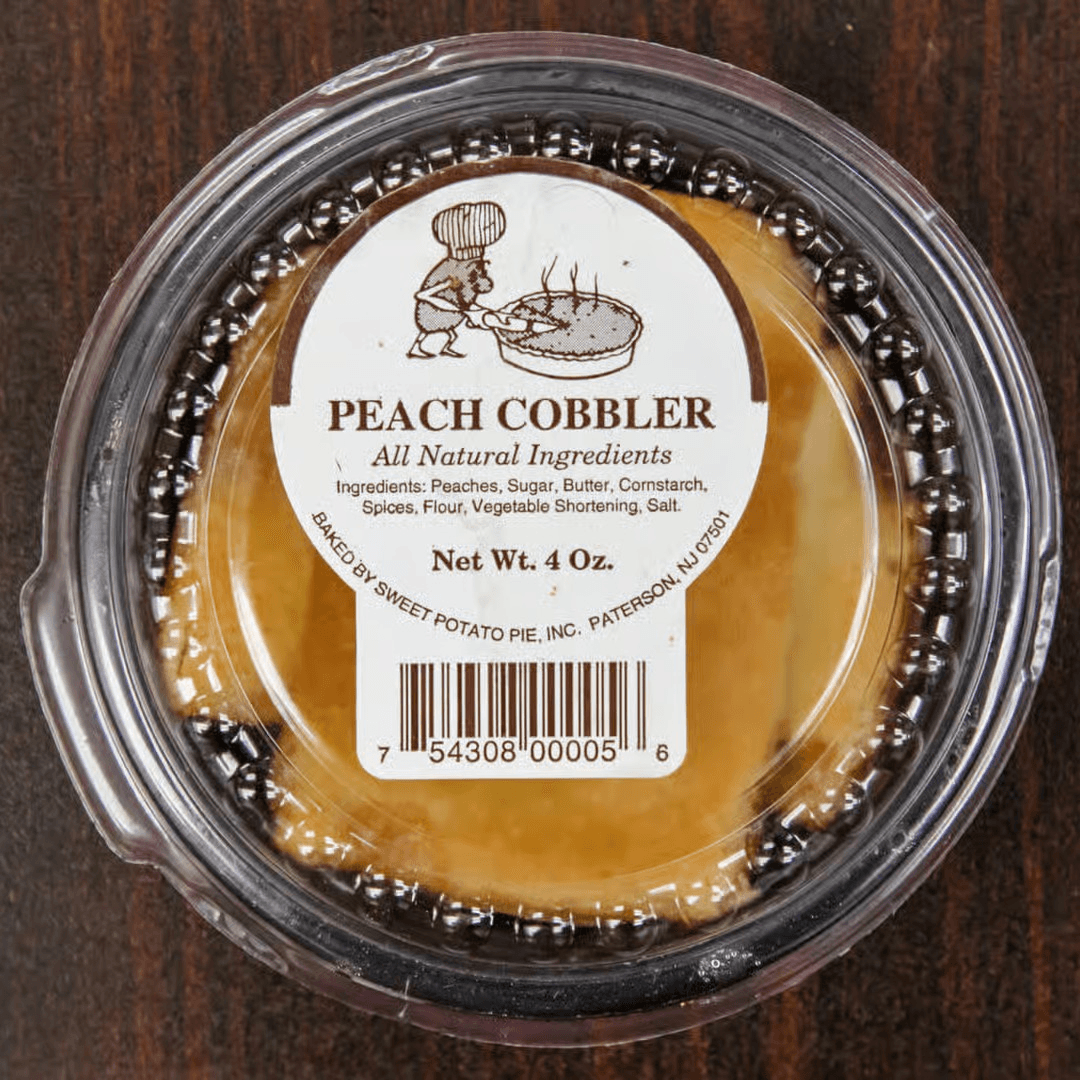 PEACH COBBLER
All Natural Ingredients
Ingredients: Peaches, Sugar, Butter, Cornstarch,
Spices, Flour, Vegetable Shortening, Salt.
Net Wt. 4 Oz.
BAKED BY SWEET POTATO PIE, INC. PATERSON, NJ 07501
7 54308 00005 6